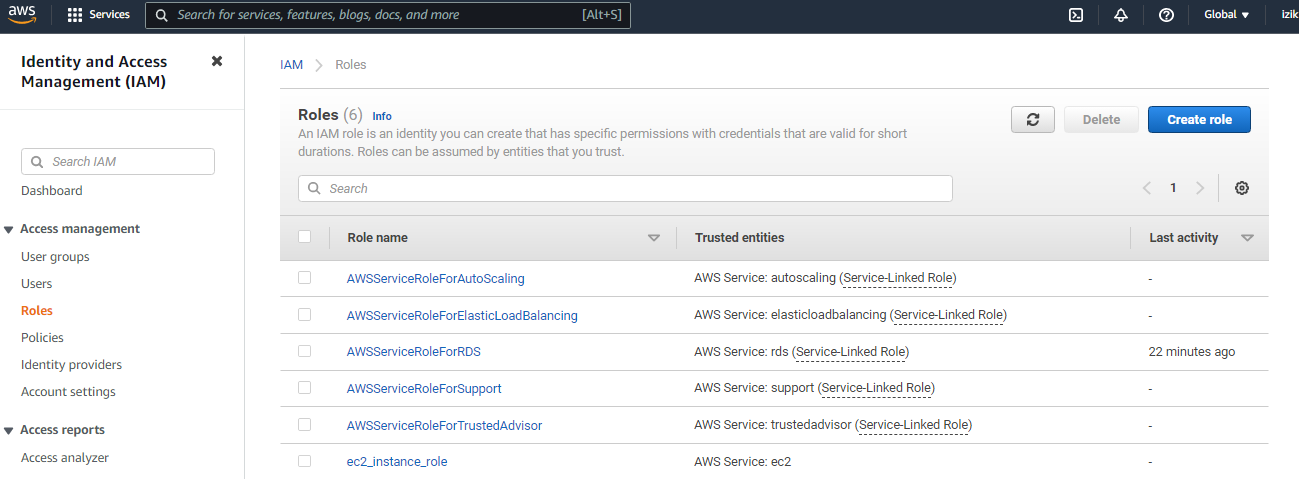 aws
Services
Search for services, features, blogs, docs, and more
[Alt+S]
Global
izik
Identity and Access
Management (IAM)
Search IAM
Dashboard
Access management
User groups
Users
Roles
Policies
Identity providers
Account settings
Access reports
Access analyzer
IAM
Roles
Roles (6) Info
An IAM role is an identity you can create that has specific permissions with credentials that are valid for short
durations. Roles can be assumed by entities that you trust.
Delete
Create role
Search
1
Role name Trusted entities Last activity
AWSServiceRoleForAutoScaling AWS Service: autoscaling (Service-Linked Role) -
AWSServiceRoleForElasticLoadBalancing AWS Service: elasticloadbalancing (Service-Linked Role) -
AWSServiceRoleForRDS AWS Service: rds (Service-Linked Role) 22 minutes ago
AWSServiceRoleForSupport AWS Service: support (Service-Linked Role) -
AWSServiceRoleForTrustedAdvisor AWS Service: trustedadvisor (Service-Linked Role) -
ec2_instance_role AWS Service: ec2 -